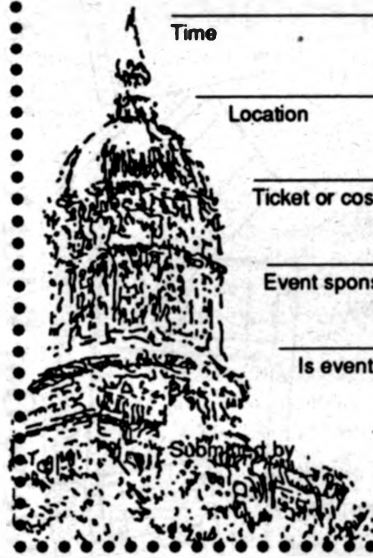 Time
Location
Ticket or cos
Event spons
Is event
Submitted by